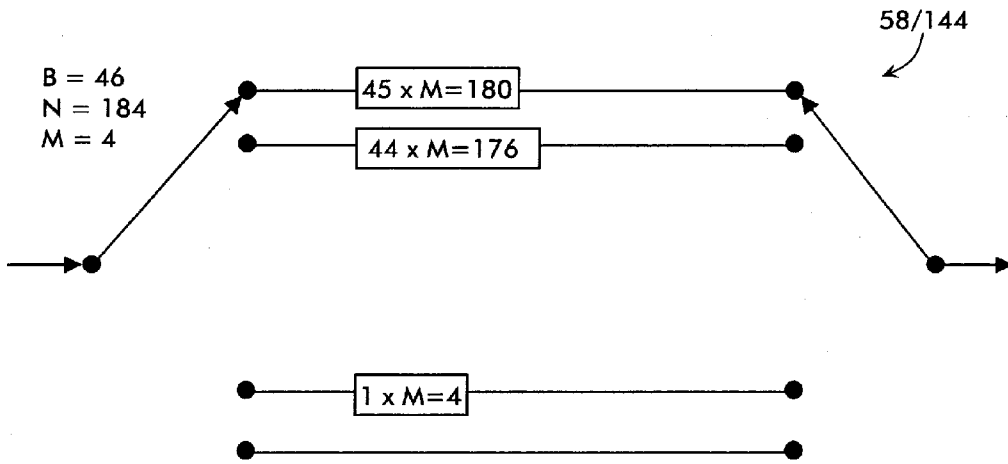 58/144
B = 46
N = 184
M = 4
45 x M=180
44 x M=176
1 x M=4